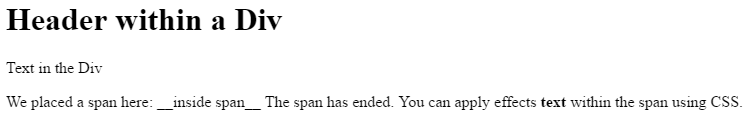 Header within a Div
Text in the Div
We placed a span here: __inside span__ The span has ended. You can apply effects text within the span using CSS.